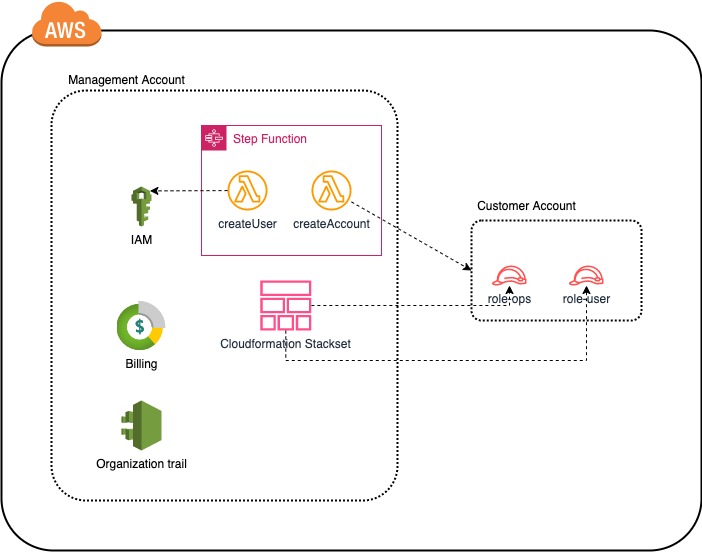 AWS
Management Account
Step Function
createUser
createAccount
IAM
Customer Account
role-ops
role-user
$
Billing
Cloudformation Stackset
Organization trail